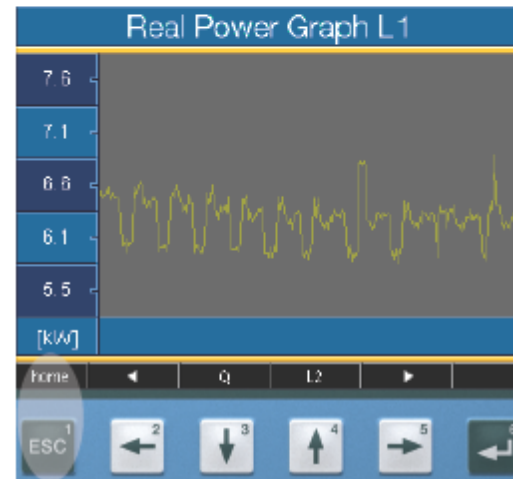 Real Power Graph L1
7.6
7.1
6.6
6.1
5.5
[kW]
home ◄ Q L2 ►
ESC 1 2 3 4 5 6